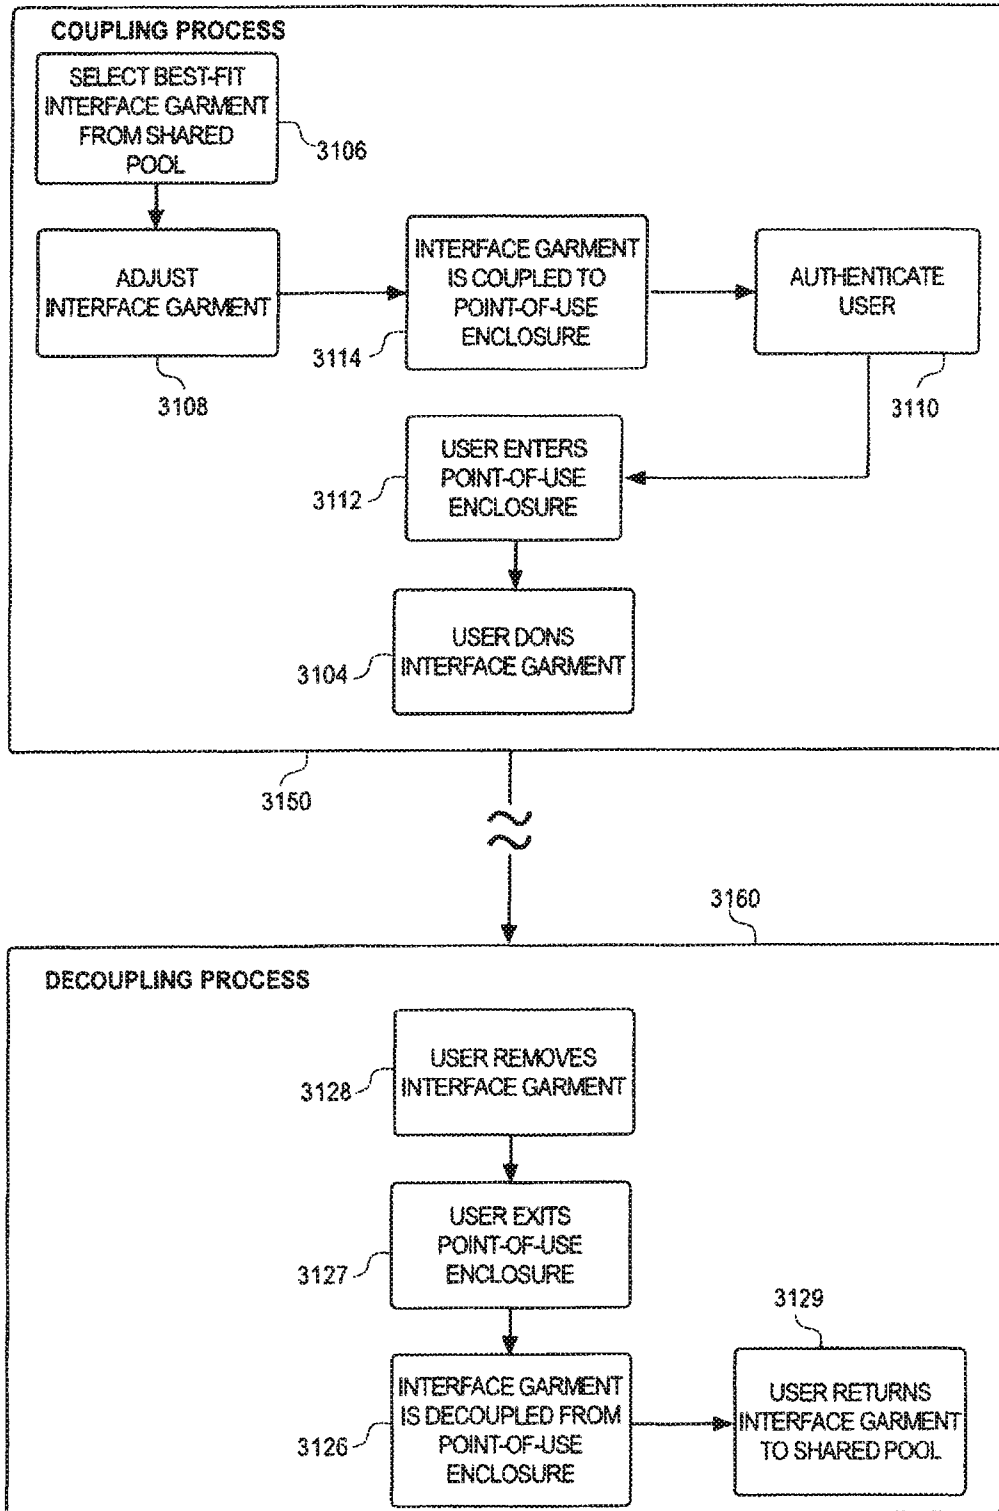 COUPLING PROCESS
SELECT BEST-FIT
INTERFACE GARMENT
FROM SHARED
POOL
3106
ADJUST
INTERFACE GARMENT
3108
INTERFACE GARMENT
IS COUPLED TO
POINT-OF-USE
ENCLOSURE
3114
AUTHENTICATE
USER
3110
USER ENTERS
POINT-OF-USE
ENCLOSURE
3112
USER DONS
INTERFACE GARMENT
3104
3150
3160
DECOUPLING PROCESS
USER REMOVES
INTERFACE GARMENT
3128
USER EXITS
POINT-OF-USE
ENCLOSURE
3127
INTERFACE GARMENT
IS DECOUPLED FROM
POINT-OF-USE
ENCLOSURE
3126
3129
USER RETURNS
INTERFACE GARMENT
TO SHARED POOL